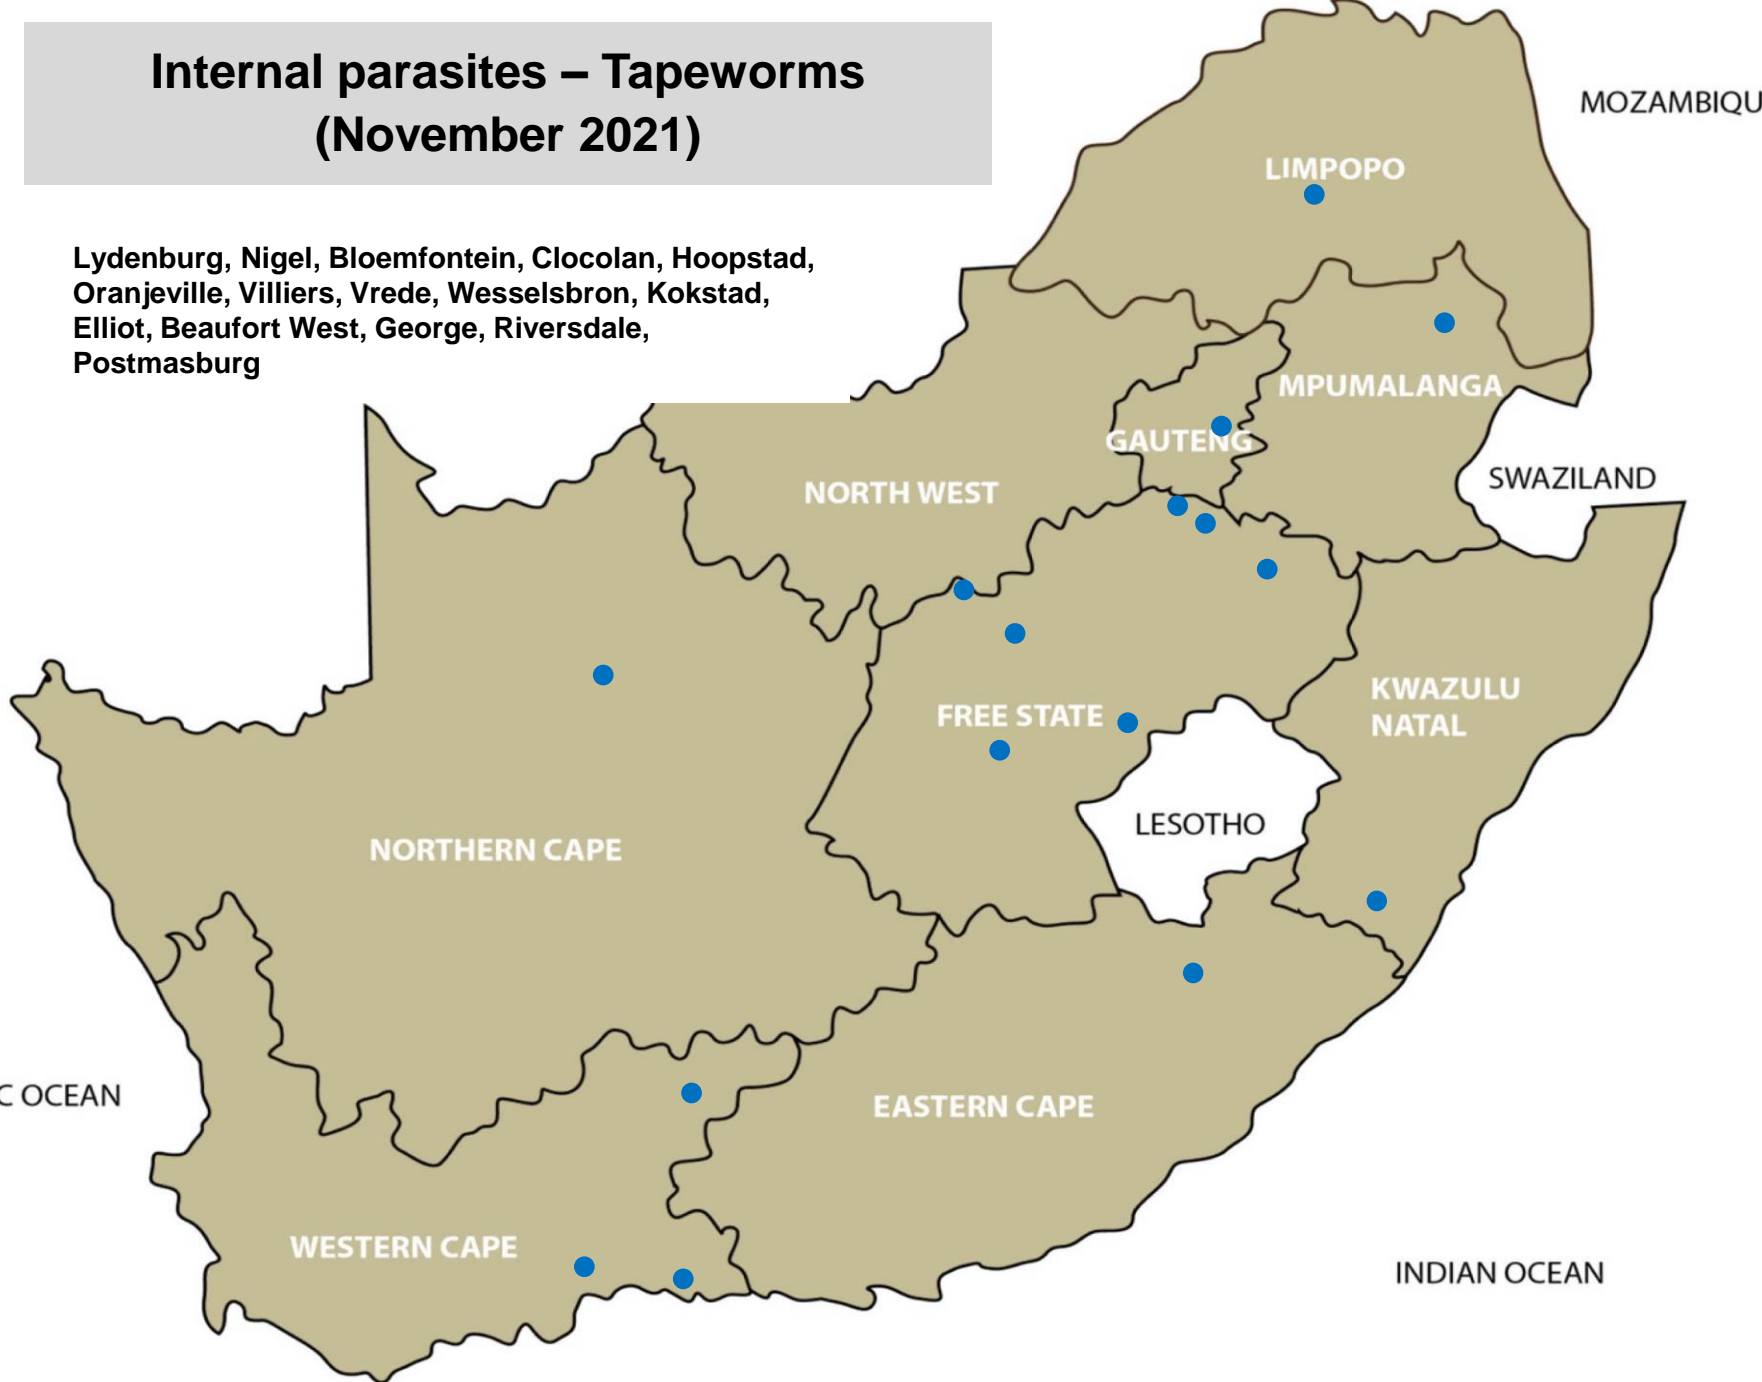 Internal parasites – Tapeworms
(November 2021)
Lydenburg, Nigel, Bloemfontein, Clocolan, Hoopstad,
Oranjeville, Villiers, Vrede, Wesselsbron, Kokstad,
Elliot, Beaufort West, George, Riversdale,
Postmasburg
MOZAMBIQU
LIMPOPO
MPUMALANGA
GAUTENG
SWAZILAND
NORTH WEST
KWAZULU
NATAL
FREE STATE
LESOTHO
NORTHERN CAPE
C OCEAN
EASTERN CAPE
WESTERN CAPE
INDIAN OCEAN